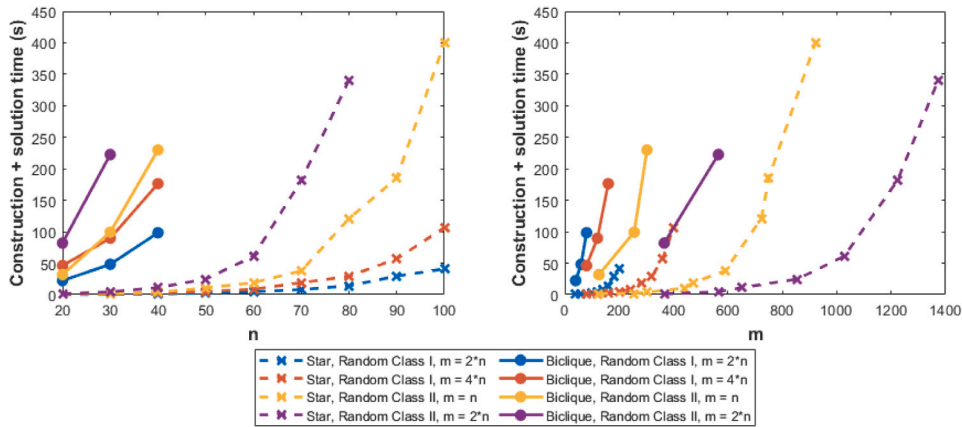 Construction + solution time (s)
450
400
350
300
250
200
150
100
50
0
20 30 40 50 60 70 80 90 100
n
Construction + solution time (s)
450
400
350
300
250
200
150
100
50
0
0 200 400 600 800 1000 1200 1400
m
Star, Random Class I, m = 2*n
Star, Random Class I, m = 4*n
Star, Random Class II, m = n
Star, Random Class II, m = 2*n
Biclique, Random Class I, m = 2*n
Biclique, Random Class I, m = 4*n
Biclique, Random Class II, m = n
Biclique, Random Class II, m = 2*n